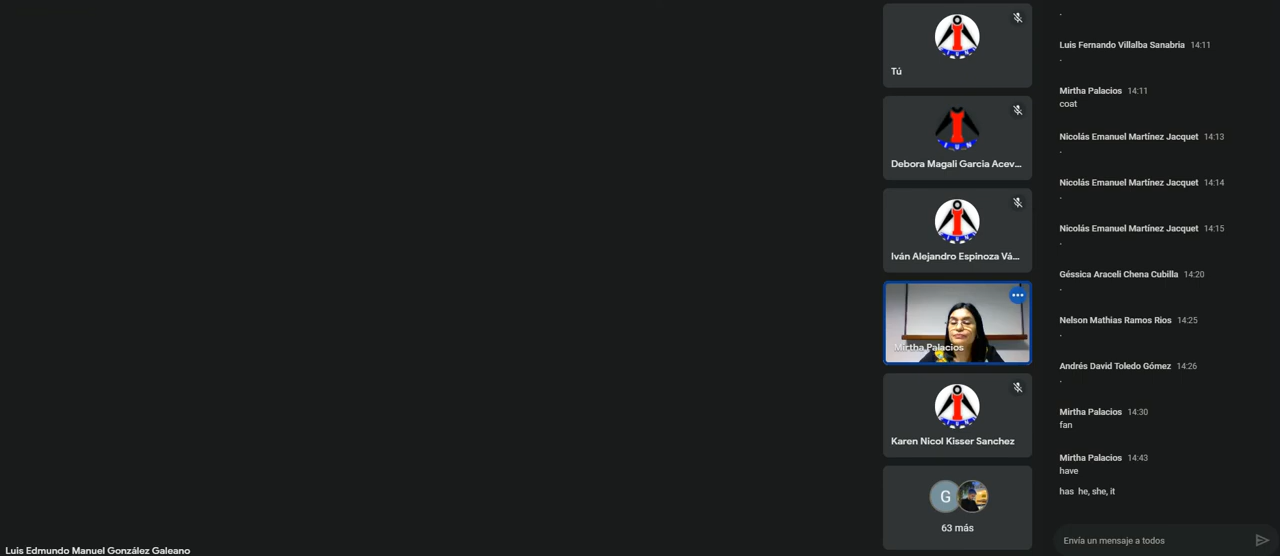 Tú
Debora Magali Garcia Acev...
Iván Alejandro Espinoza Vá...
Mirtha Palacios
Karen Nicol Kisser Sanchez
G
63 más
Luis Edmundo Manuel González Galeano
.
Luis Fernando Villalba Sanabria 14:11
.
Mirtha Palacios 14:11
coat
Nicolás Emanuel Martínez Jacquet 14:13
.
Nicolás Emanuel Martínez Jacquet 14:14
.
Nicolás Emanuel Martínez Jacquet 14:15
.
Géssica Araceli Chena Cubilla 14:20
.
Nelson Mathias Ramos Rios 14:25
.
Andrés David Toledo Gómez 14:26
.
Mirtha Palacios 14:30
fan
Mirtha Palacios 14:43
have
has he, she, it
Envía un mensaje a todos